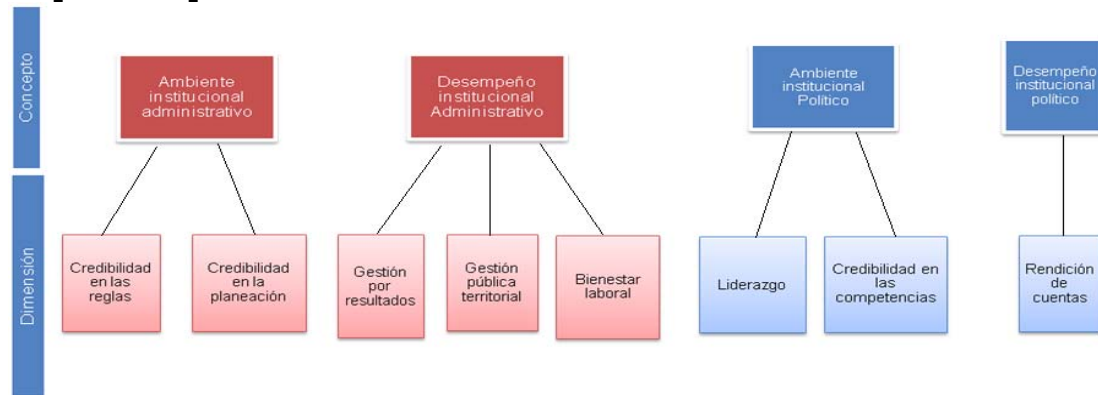 Concepto
Ambiente
institucional
administrativo
Desempeño
institucional
Administrativo
Ambiente
institucional
Político
Desempeño
institucional
político
Dimensión
Credibilidad
en las
reglas
Credibilidad
en la
planeación
Gestión
por
resultados
Gestión
pública
territorial
Bienestar
laboral
Liderazgo
Credibilidad en
las
competencias
Rendición
de
cuentas